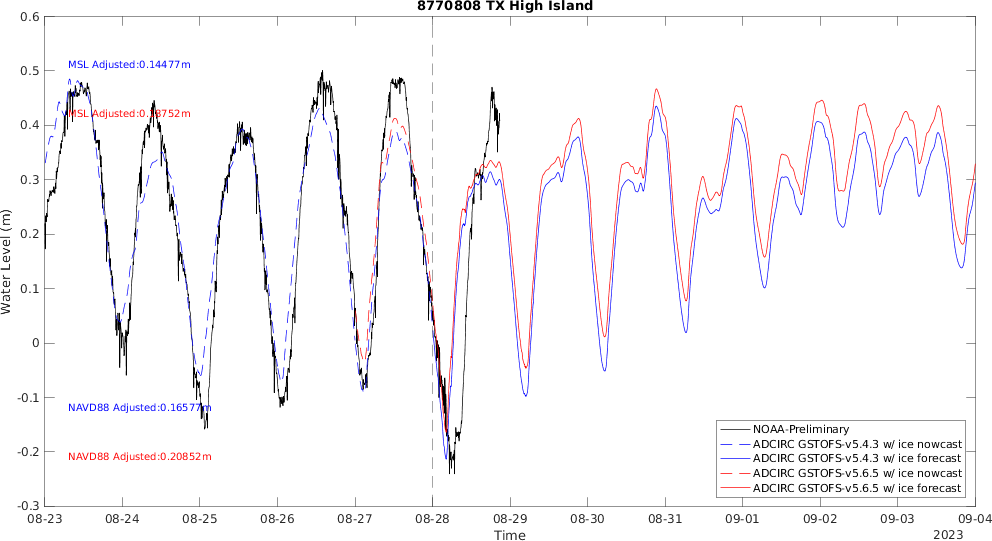 8770808 TX High Island
0.6
0.5
0.4
0.3
0.2
0.1
0
-0.1
-0.2
-0.3
Water Level (m)
MSL Adjusted:0.14477m
MSL Adjusted:0.18752m
NAVD88 Adjusted:0.16577m
NAVD88 Adjusted:0.20852m
NOAA-Preliminary
ADCIRC GSTOFS-v5.4.3 w/ ice nowcast
ADCIRC GSTOFS-v5.4.3 w/ ice forecast
ADCIRC GSTOFS-v5.6.5 w/ ice nowcast
ADCIRC GSTOFS-v5.6.5 w/ ice forecast
08-23 08-24 08-25 08-26 08-27 08-28 08-29 08-30 08-31 09-01 09-02 09-03 09-04
Time
2023